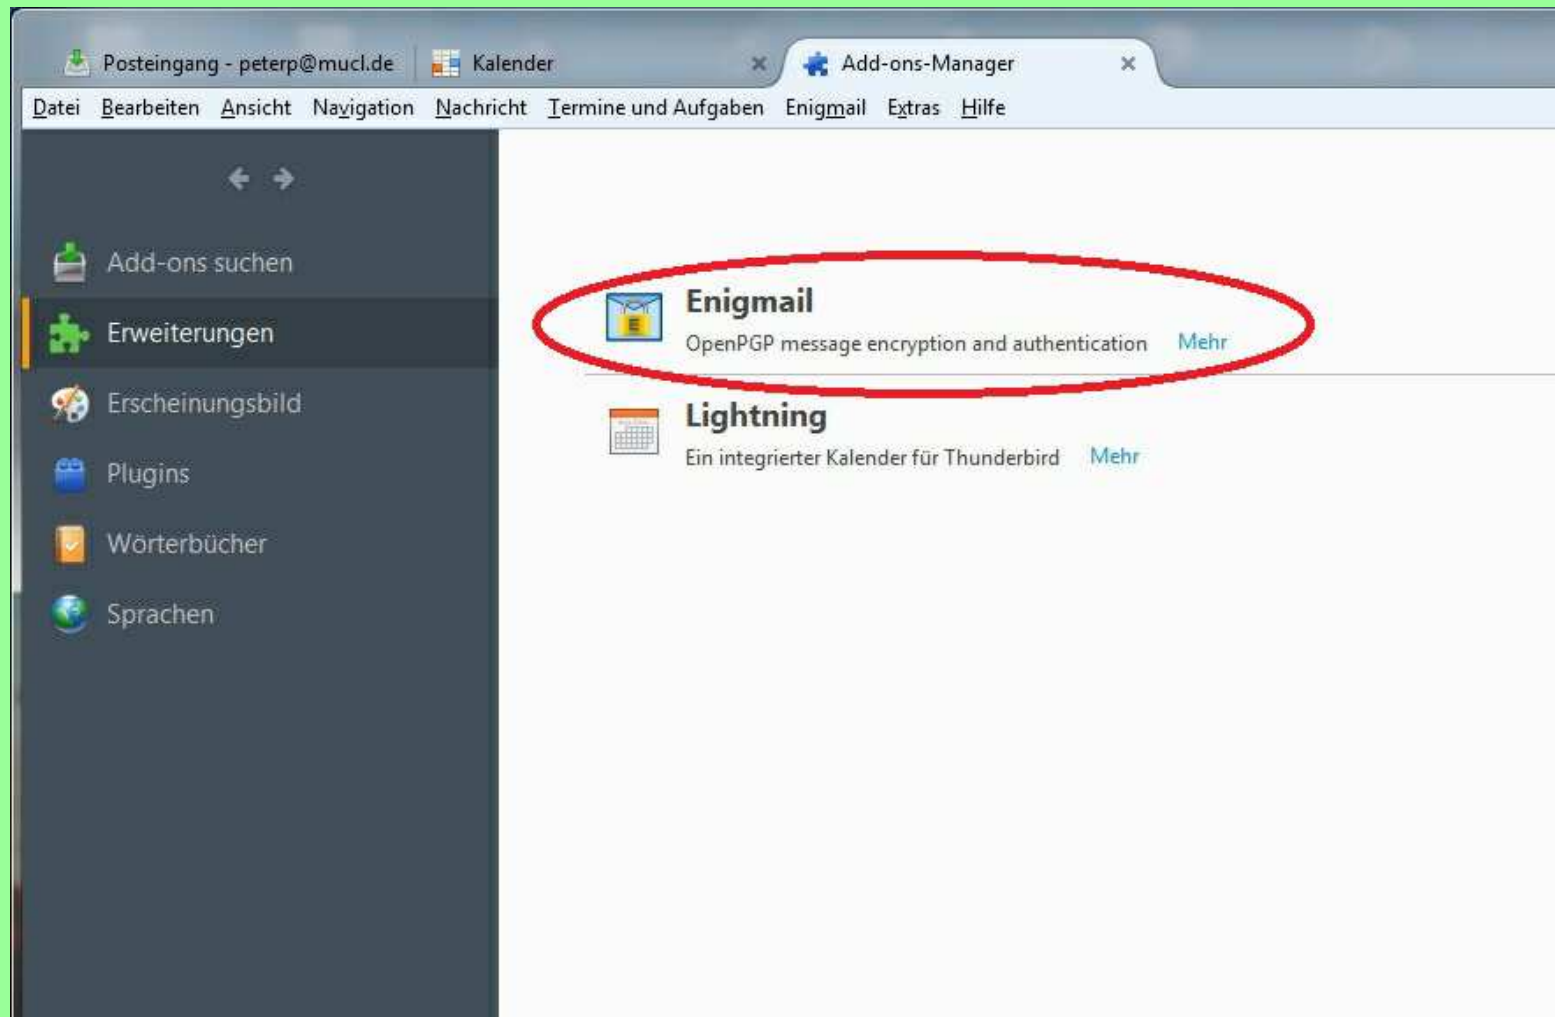 Posteingang - peterp@mucl.de Kalender Add-ons-Manager
Datei Bearbeiten Ansicht Navigation Nachricht Termine und Aufgaben Enigmail Extras Hilfe
Add-ons suchen
Erweiterungen
Erscheinungsbild
Plugins
Wörterbücher
Sprachen
Enigmail
OpenPGP message encryption and authentication Mehr
Lightning
Ein integrierter Kalender für Thunderbird Mehr